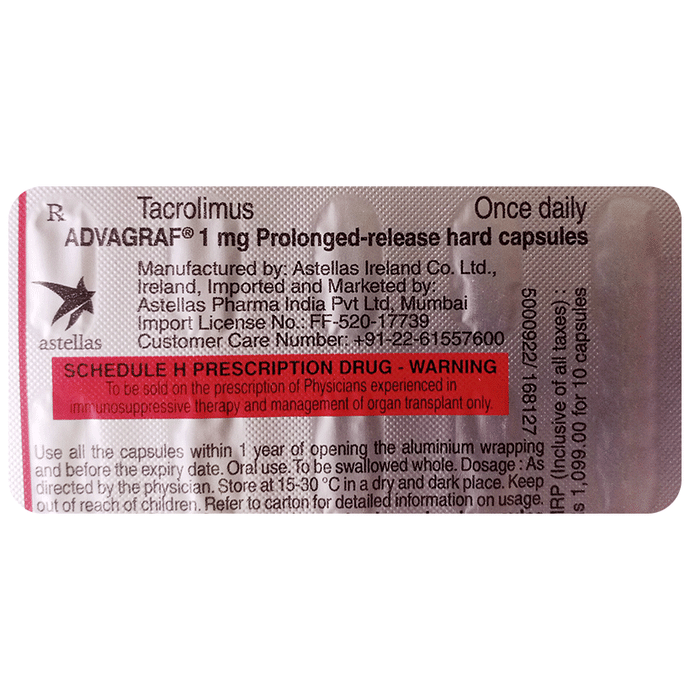 Rx
Tacrolimus Once daily
ADVAGRAF® 1 mg Prolonged-release hard capsules
astellas
Manufactured by: Astellas Ireland Co. Ltd.,
Ireland, Imported and Marketed by:
Astellas Pharma India Pvt Ltd, Mumbai
Import License No.: FF-520-17739
Customer Care Number: +91-22-61557600
SCHEDULE H PRESCRIPTION DRUG - WARNING
To be sold on the prescription of Physicians experienced in
immunosuppressive therapy and management of organ transplant only.
Use all the capsules within 1 year of opening the aluminium wrapping
and before the expiry date. Oral use. To be swallowed whole. Dosage : As
directed by the physician. Store at 15-30 °C in a dry and dark place. Keep
out of reach of children. Refer to carton for detailed information on usage.
5000922/168127
(Inclusive of all taxes) :
1,099.00 for 10 capsules